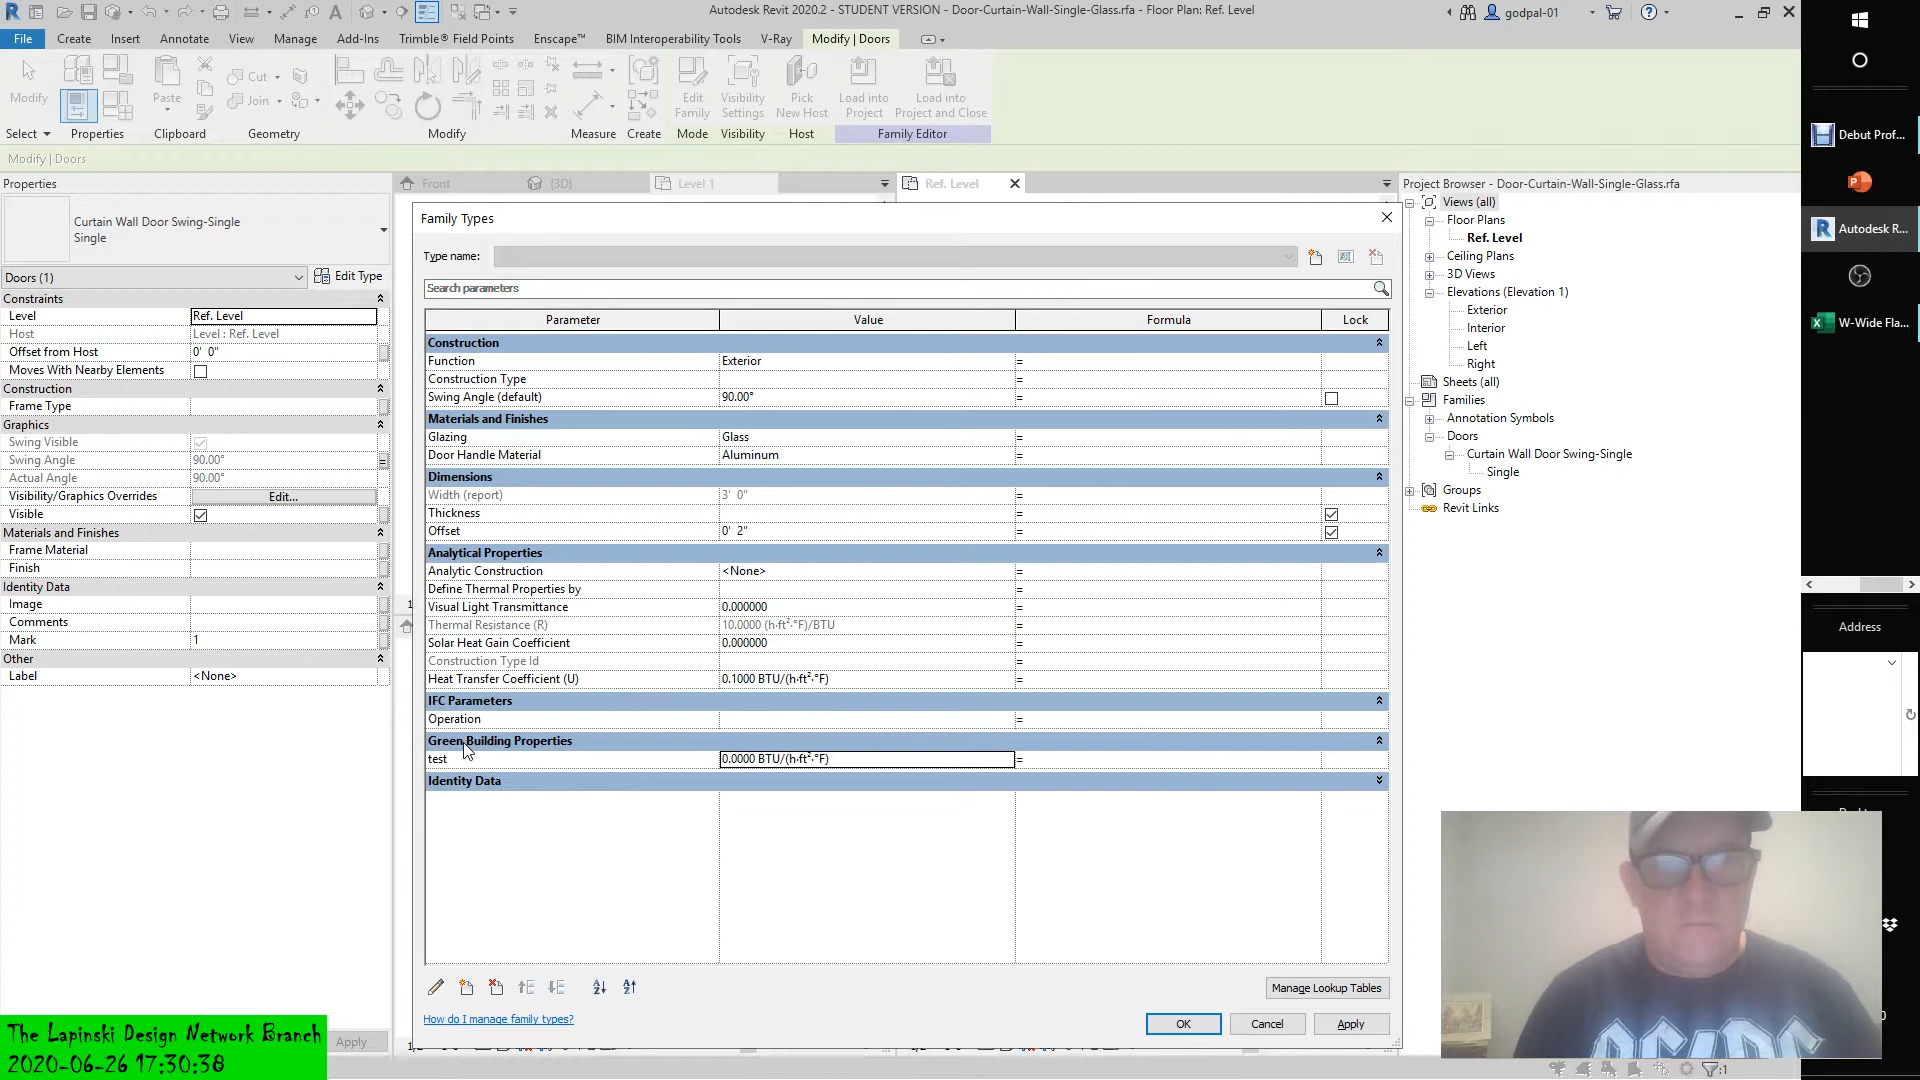 Autodesk Revit 2020.2 - STUDENT VERSION - Door-Curtain-Wall-Single-Glass.rfa - Floor Plan: Ref. Level
godpal-01
File Create Insert Annotate View Manage Add-Ins Trimble® Field Points Enscape™ BIM Interoperability Tools V-Ray Modify | Doors
Modify
Paste
Cut
Join
Edit Family
Visibility Settings
Pick New Host
Load into Project
Load into Project and Close
Select Properties Clipboard Geometry Modify Measure Create Mode Visibility Host Family Editor
Modify | Doors
Properties
Curtain Wall Door Swing-Single
Single
Doors (1) Edit Type
Constraints
Level Ref. Level
Host Level : Ref. Level
Offset from Host 0' 0"
Moves With Nearby Elements
Construction
Frame Type
Graphics
Swing Visible
Swing Angle 90.00°
Actual Angle 90.00°
Visibility/Graphics Overrides Edit...
Visible
Materials and Finishes
Frame Material
Finish
Identity Data
Image
Comments
Mark 1
Other
Label <None>
Apply
Front (3D) Level 1 Ref. Level
Family Types
Type name:
Search parameters
Parameter Value Formula Lock
Construction
Function Exterior =
Construction Type =
Swing Angle (default) 90.00° =
Materials and Finishes
Glazing Glass =
Door Handle Material Aluminum =
Dimensions
Width (report) 3' 0" =
Thickness =
Offset 0' 2" =
Analytical Properties
Analytic Construction <None> =
Define Thermal Properties by =
Visual Light Transmittance 0.000000 =
Thermal Resistance (R) 10.0000 (h·ft²·°F)/BTU =
Solar Heat Gain Coefficient 0.000000 =
Construction Type Id =
Heat Transfer Coefficient (U) 0.1000 BTU/(h·ft²·°F) =
IFC Parameters
Operation =
Green Building Properties
test 0.0000 BTU/(h·ft²·°F) =
Identity Data
Manage Lookup Tables
How do I manage family types?
OK Cancel Apply
Project Browser - Door-Curtain-Wall-Single-Glass.rfa
Views (all)
Floor Plans
Ref. Level
Ceiling Plans
3D Views
Elevations (Elevation 1)
Exterior
Interior
Left
Right
Sheets (all)
Families
Annotation Symbols
Doors
Curtain Wall Door Swing-Single
Single
Groups
Revit Links
Debut Prof...
Autodesk R...
W-Wide Fla...
Address
The Lapinski Design Network Branch
2020-06-26 17:30:38
AC/DC
:1